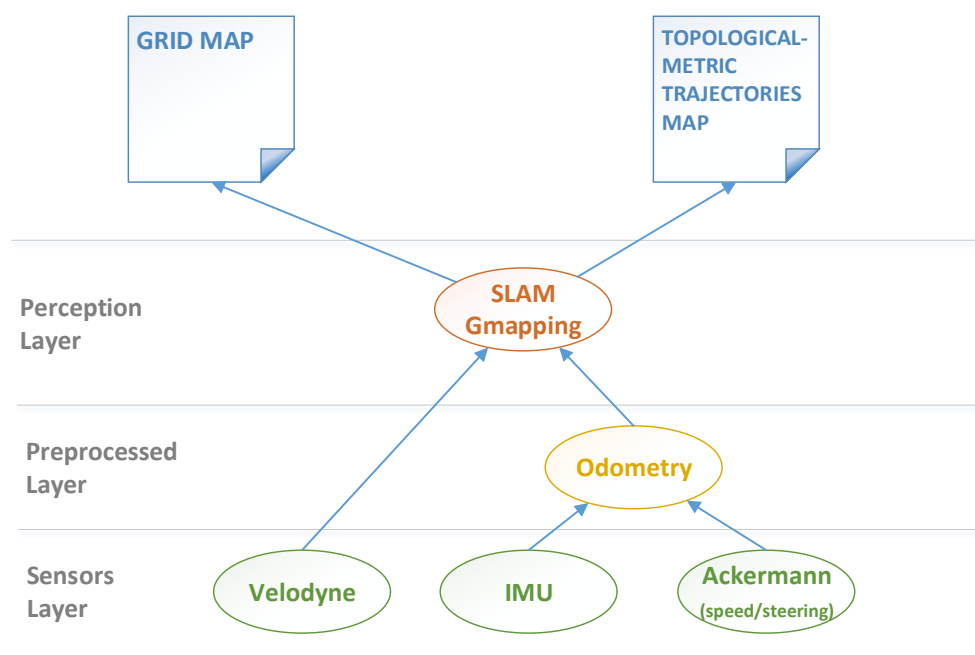 GRID MAP
TOPOLOGICAL-
METRIC
TRAJECTORIES
MAP
Perception
Layer
SLAM
Gmapping
Preprocessed
Layer
Odometry
Sensors
Layer
Velodyne
IMU
Ackermann
(speed/steering)